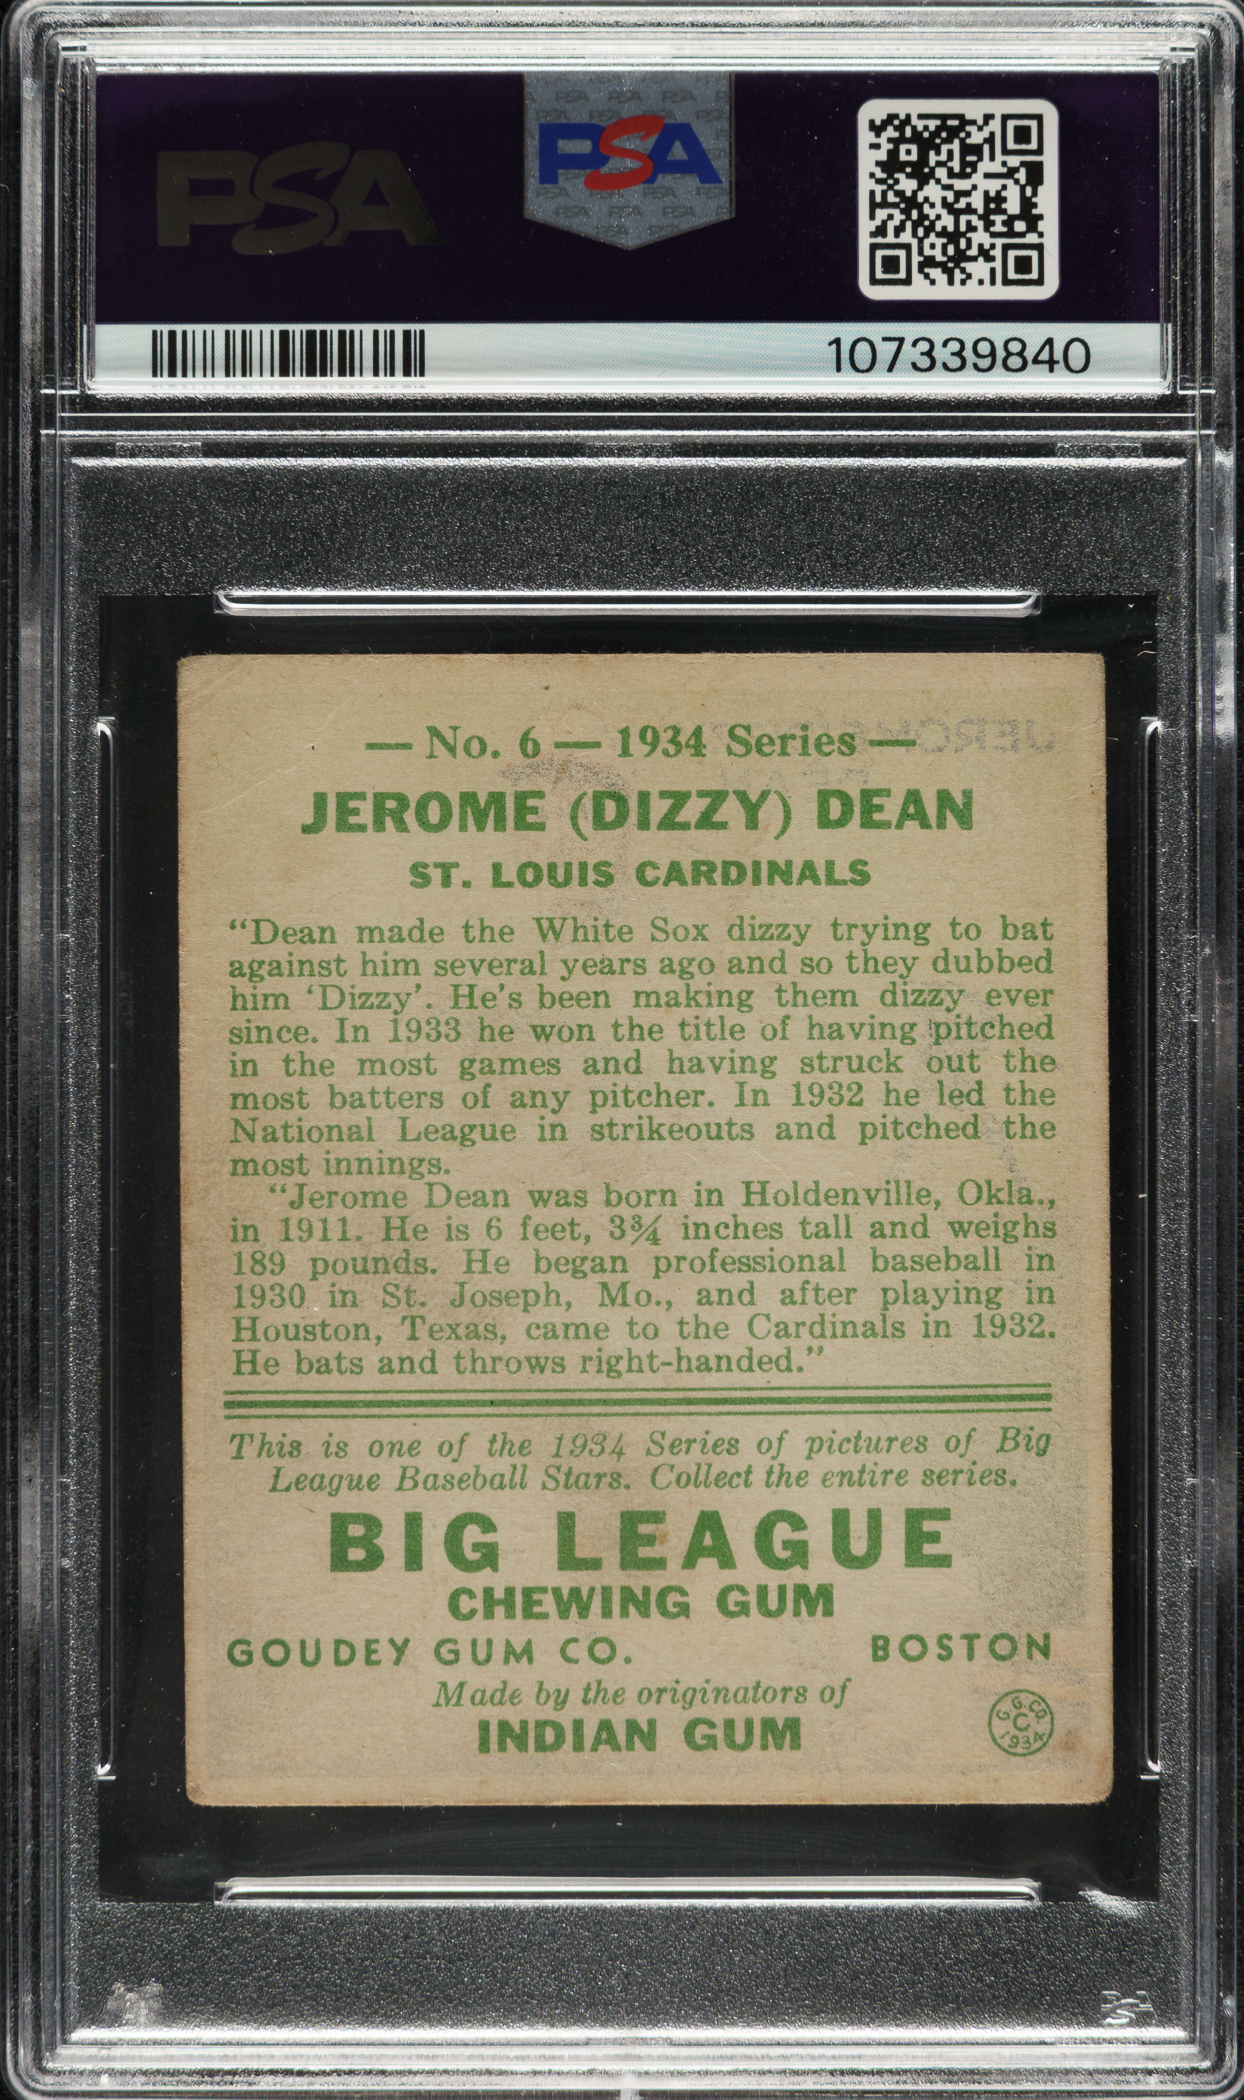 PSA
PSA
107339840
— No. 6 — 1934 Series —
JEROME (DIZZY) DEAN
ST. LOUIS CARDINALS
“Dean made the White Sox dizzy trying to bat
against him several years ago and so they dubbed
him ‘Dizzy’. He’s been making them dizzy ever
since. In 1933 he won the title of having pitched
in the most games and having struck out the
most batters of any pitcher. In 1932 he led the
National League in strikeouts and pitched the
most innings.
“Jerome Dean was born in Holdenville, Okla.,
in 1911. He is 6 feet, 3¾ inches tall and weighs
189 pounds. He began professional baseball in
1930 in St. Joseph, Mo., and after playing in
Houston, Texas, came to the Cardinals in 1932.
He bats and throws right-handed.”
This is one of the 1934 Series of pictures of Big
League Baseball Stars. Collect the entire series.
BIG LEAGUE
CHEWING GUM
GOUDEY GUM CO. BOSTON
Made by the originators of
INDIAN GUM
G. G. CO.
C
1934
PSA